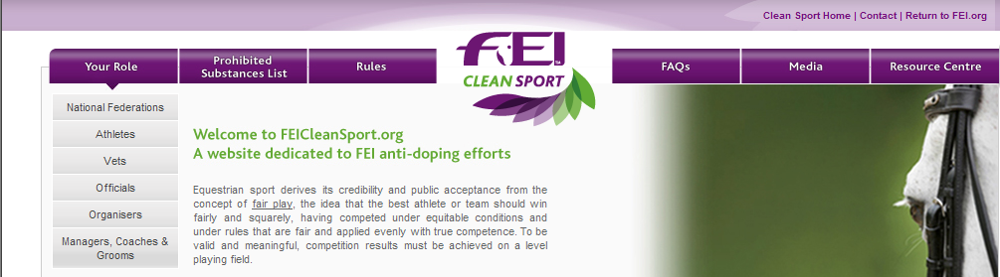 Clean Sport Home | Contact | Return to FEI.org
Your Role
Prohibited
Substances List
Rules
FEI
CLEAN SPORT
FAQs
Media
Resource Centre
National Federations
Athletes
Vets
Officials
Organisers
Managers, Coaches &
Grooms
Welcome to FEICleanSport.org
A website dedicated to FEI anti-doping efforts
Equestrian sport derives its credibility and public acceptance from the
concept of fair play, the idea that the best athlete or team should win
fairly and squarely, having competed under equitable conditions and
under rules that are fair and applied evenly with true competence. To be
valid and meaningful, competition results must be achieved on a level
playing field.